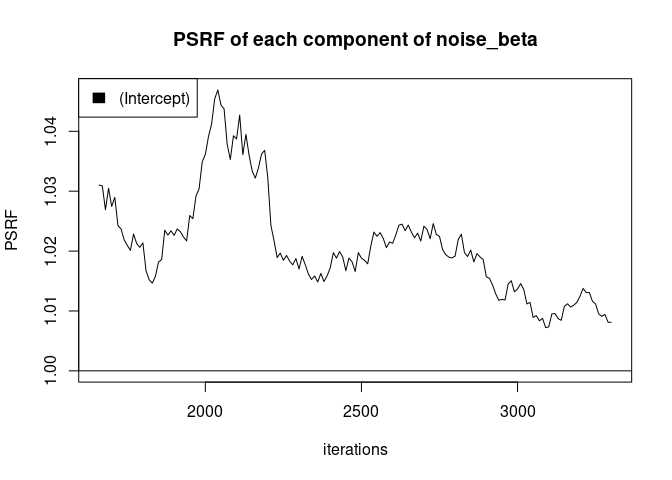 PSRF of each component of noise_beta
(Intercept)
PSRF
1.04
1.03
1.02
1.01
1.00
2000 2500 3000
iterations